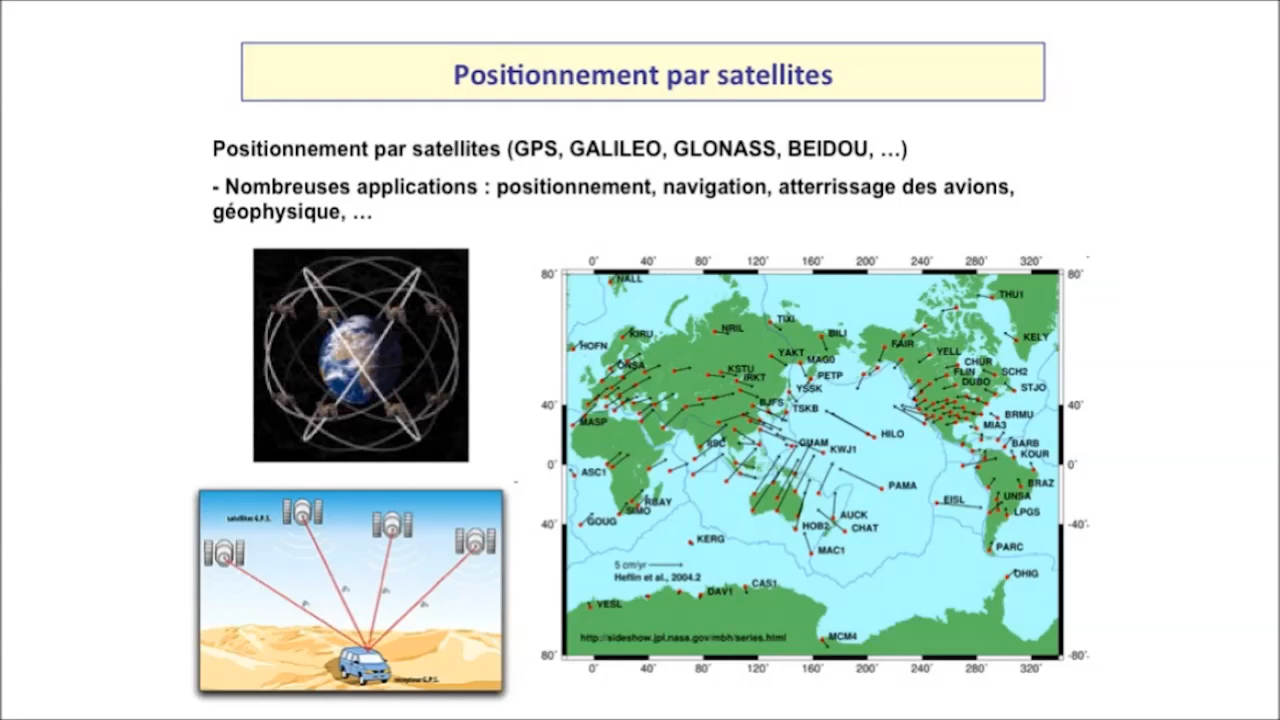 Positionnement par satellites
Positionnement par satellites (GPS, GALILEO, GLONASS, BEIDOU, …)
- Nombreuses applications : positionnement, navigation, atterrissage des avions,
géophysique, …
satellites G.P.S.
récepteur G.P.S.
0˚ 40˚ 80˚ 120˚ 160˚ 200˚ 240˚ 280˚ 320˚
80˚ 80˚
NALL
THU1
TIXI
KIRU NRIL BILI
KELY
HOFN
FAIR
YAKT YELL
MAG0
CHUR
ONSA KSTU
FLIN SCH2
IRKT PETP
DUBO
YSSK STJO
BJFS
40˚ TSKB 40˚
BRMU
MASP
MIA3
HILO
IISC GUAM BARB
KWJ1
KOUR
0˚ 0˚
ASC1
BRAZ
PAMA
UNSA
EISL
RBAY
SIMO LPGS
AUCK
GOUG
40˚ HOB2 CHAT -40˚
KERG
PARC
MAC1
5 cm/yr
OHIG
Heflin et al., 2004.2
CAS1
DAV1
VESL
http://sideshow.jpl.nasa.gov/mbh/series.html
MCM4
80˚ -80˚
0˚ 40˚ 80˚ 120˚ 160˚ 200˚ 240˚ 280˚ 320˚